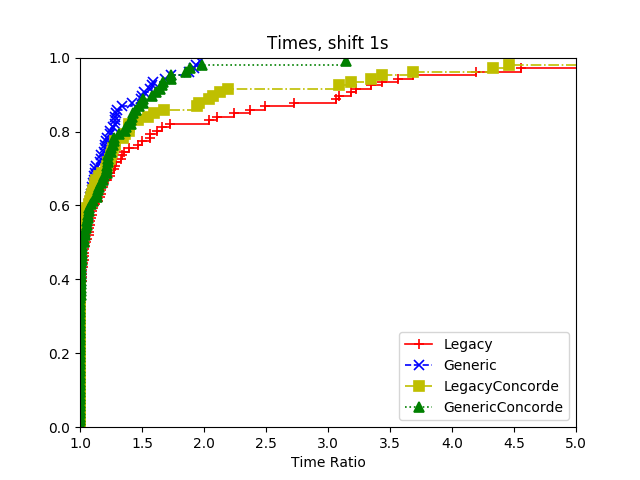 Times, shift 1s
1.0
0.8
0.6
0.4
0.2
0.0
Legacy
Generic
LegacyConcorde
GenericConcorde
1.0 1.5 2.0 2.5 3.0 3.5 4.0 4.5 5.0
Time Ratio